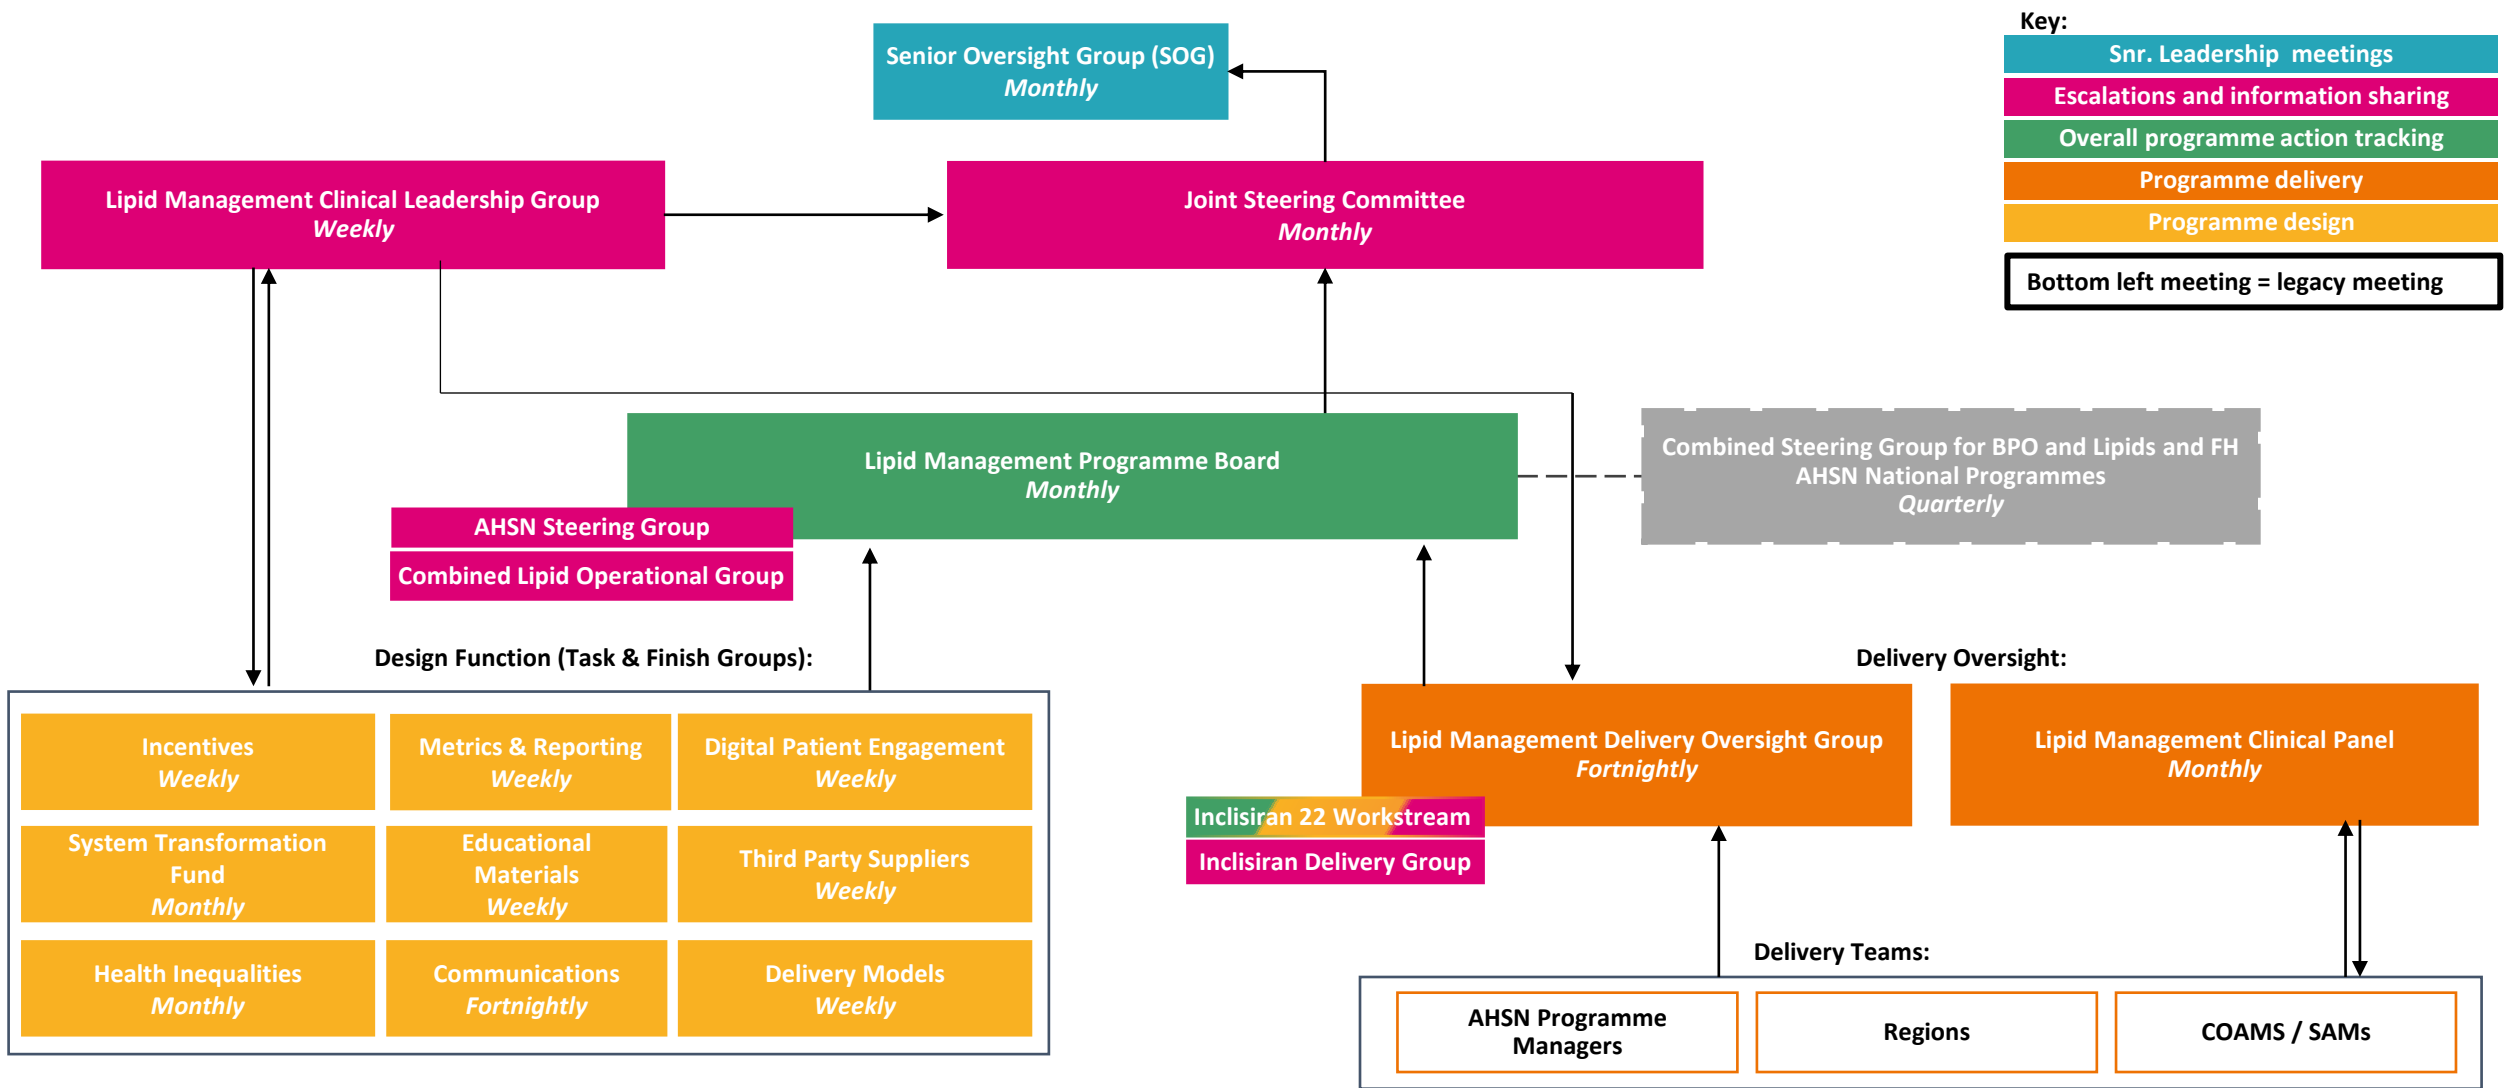 Key:
Snr. Leadership meetings
Escalations and information sharing
Overall programme action tracking
Programme delivery
Programme design
Bottom left meeting = legacy meeting
Senior Oversight Group (SOG)
Monthly
Lipid Management Clinical Leadership Group
Weekly
Joint Steering Committee
Monthly
Lipid Management Programme Board
Monthly
Combined Steering Group for BPO and Lipids and FH
AHSN National Programmes
Quarterly
AHSN Steering Group
Combined Lipid Operational Group
Design Function (Task & Finish Groups):
Incentives
Weekly
Metrics & Reporting
Weekly
Digital Patient Engagement
Weekly
System Transformation
Fund
Monthly
Educational
Materials
Weekly
Third Party Suppliers
Weekly
Health Inequalities
Monthly
Communications
Fortnightly
Delivery Models
Weekly
Delivery Oversight:
Lipid Management Delivery Oversight Group
Fortnightly
Lipid Management Clinical Panel
Monthly
Inclisiran 22 Workstream
Inclisiran Delivery Group
Delivery Teams:
AHSN Programme
Managers
Regions
COAMS / SAMs